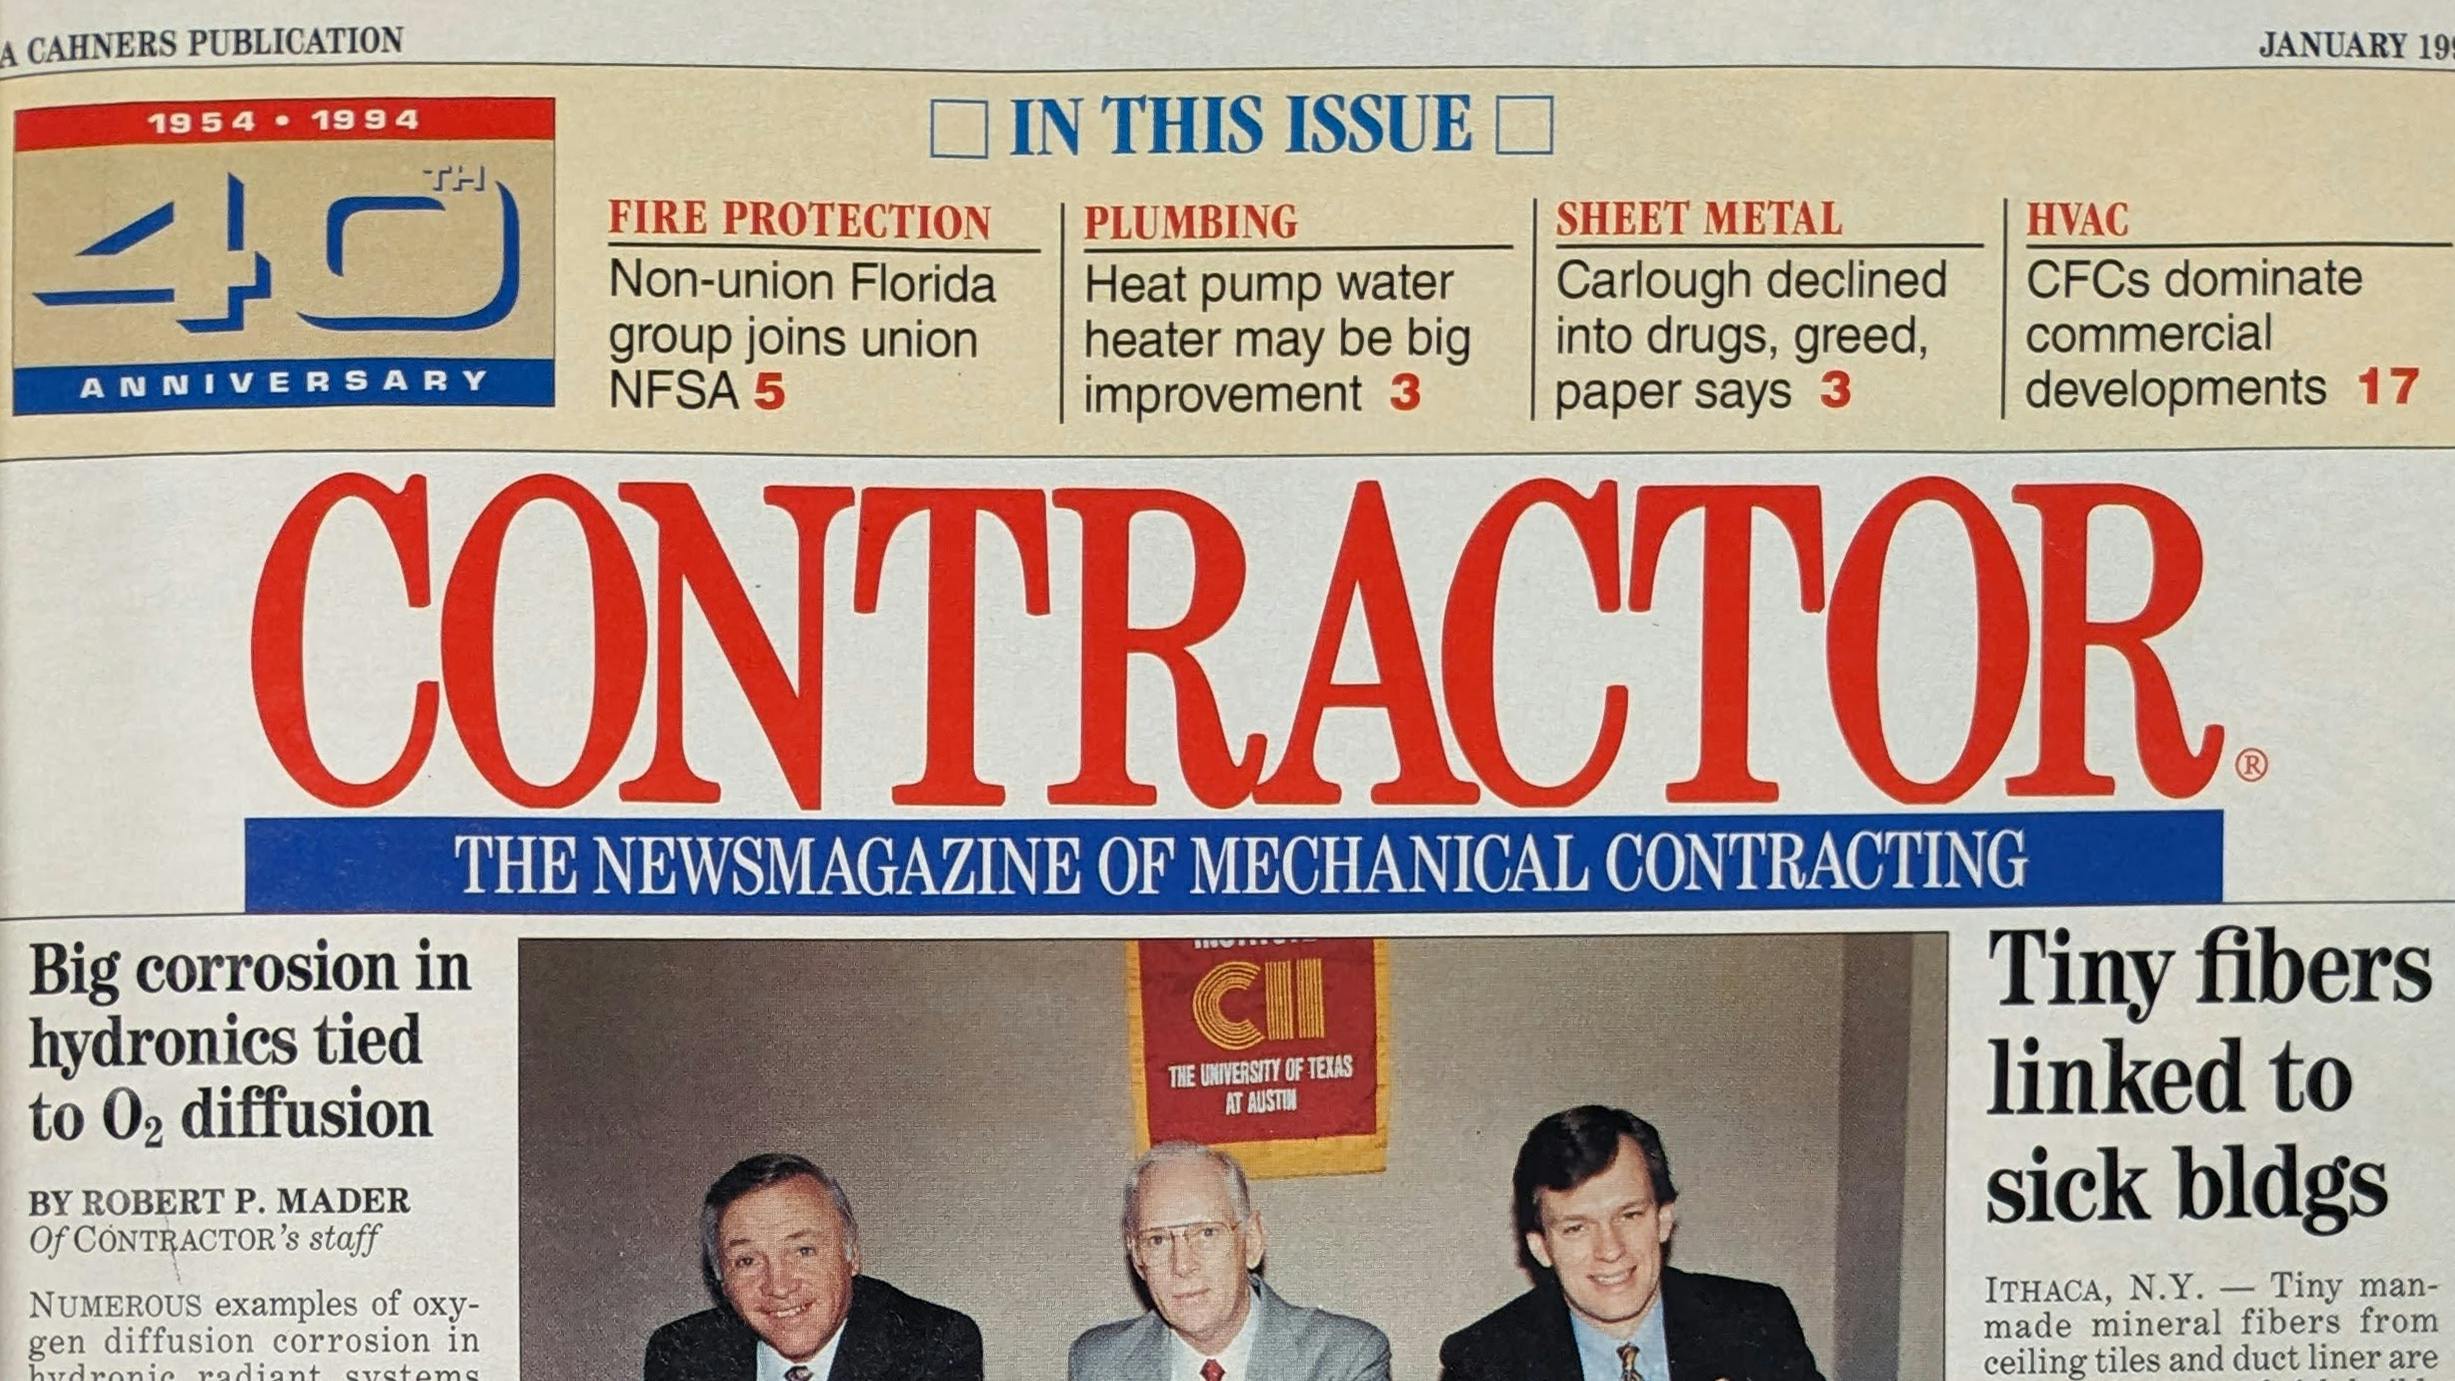 A CAHNERS PUBLICATION
JANUARY 199
1954 • 1994
40TH
ANNIVERSARY
IN THIS ISSUE
FIRE PROTECTION
Non-union Florida
group joins union
NFSA 5
PLUMBING
Heat pump water
heater may be big
improvement 3
SHEET METAL
Carlough declined
into drugs, greed,
paper says 3
HVAC
CFCs dominate
commercial
developments 17
CONTRACTOR®
THE NEWSMAGAZINE OF MECHANICAL CONTRACTING
Big corrosion in
hydronics tied
to O₂ diffusion
BY ROBERT P. MADER
Of CONTRACTOR's staff
NUMEROUS examples of oxy-
gen diffusion corrosion in
hydronic radiant systems
CII
THE UNIVERSITY OF TEXAS
AT AUSTIN
Tiny fibers
linked to
sick bldgs
ITHACA, N.Y. — Tiny man-
made mineral fibers from
ceiling tiles and duct liner are